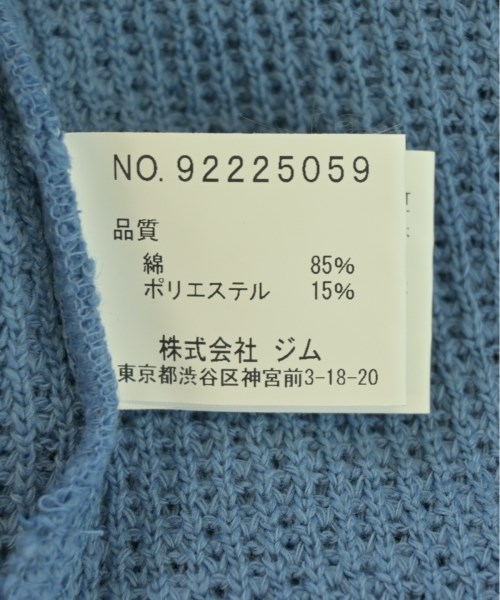 NO. 92225059
品質
綿 85%
ポリエステル 15%
株式会社 ジム
東京都渋谷区神宮前3-18-20